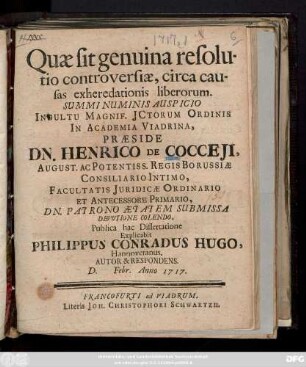 Quæ sit genuina resolu-
tio controversiæ, circa cau-
sas exheredationis liberorum.
SUMMI NUMINIS AUSPICIO
INDULTU MAGNIF. JCTORUM ORDINIS
IN ACADEMIA VIADRINA,
PRÆSIDE
DN. HENRICO DE COCCEJI,
AUGUST. AC POTENTISS. REGIS BORUSSIÆ
CONSILIARIO INTIMO,
FACULTATIS JURIDICÆ ORDINARIO
ET ANTECESSORE PRIMARIO,
DN. PATRONO ÆTATEM SUBMISSA
DEVOTIONE COLENDO,
Publica hac Dissertatione
Explicabit
PHILIPPUS CONRADUS HUGO,
Hannoveranus,
AUTOR & RESPONDENS.
D. Febr. Anno 1717.
FRANCOFURTI ad VIADRUM,
Literis JOH. CHRISTOPHORI SCHWARTZII.
DFG